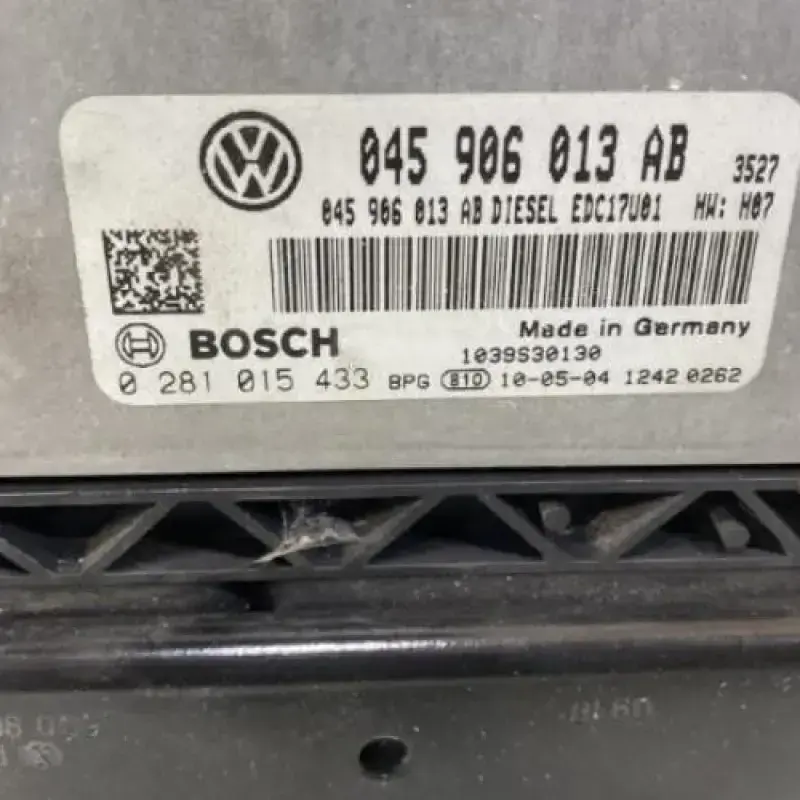 045 906 013 AB 3527
045 906 013 AB DIESEL EDC17U01 HW: H07
Made in Germany
BOSCH 1039S30130
0 281 015 433 BPG 810 10-05-04 1242 0262